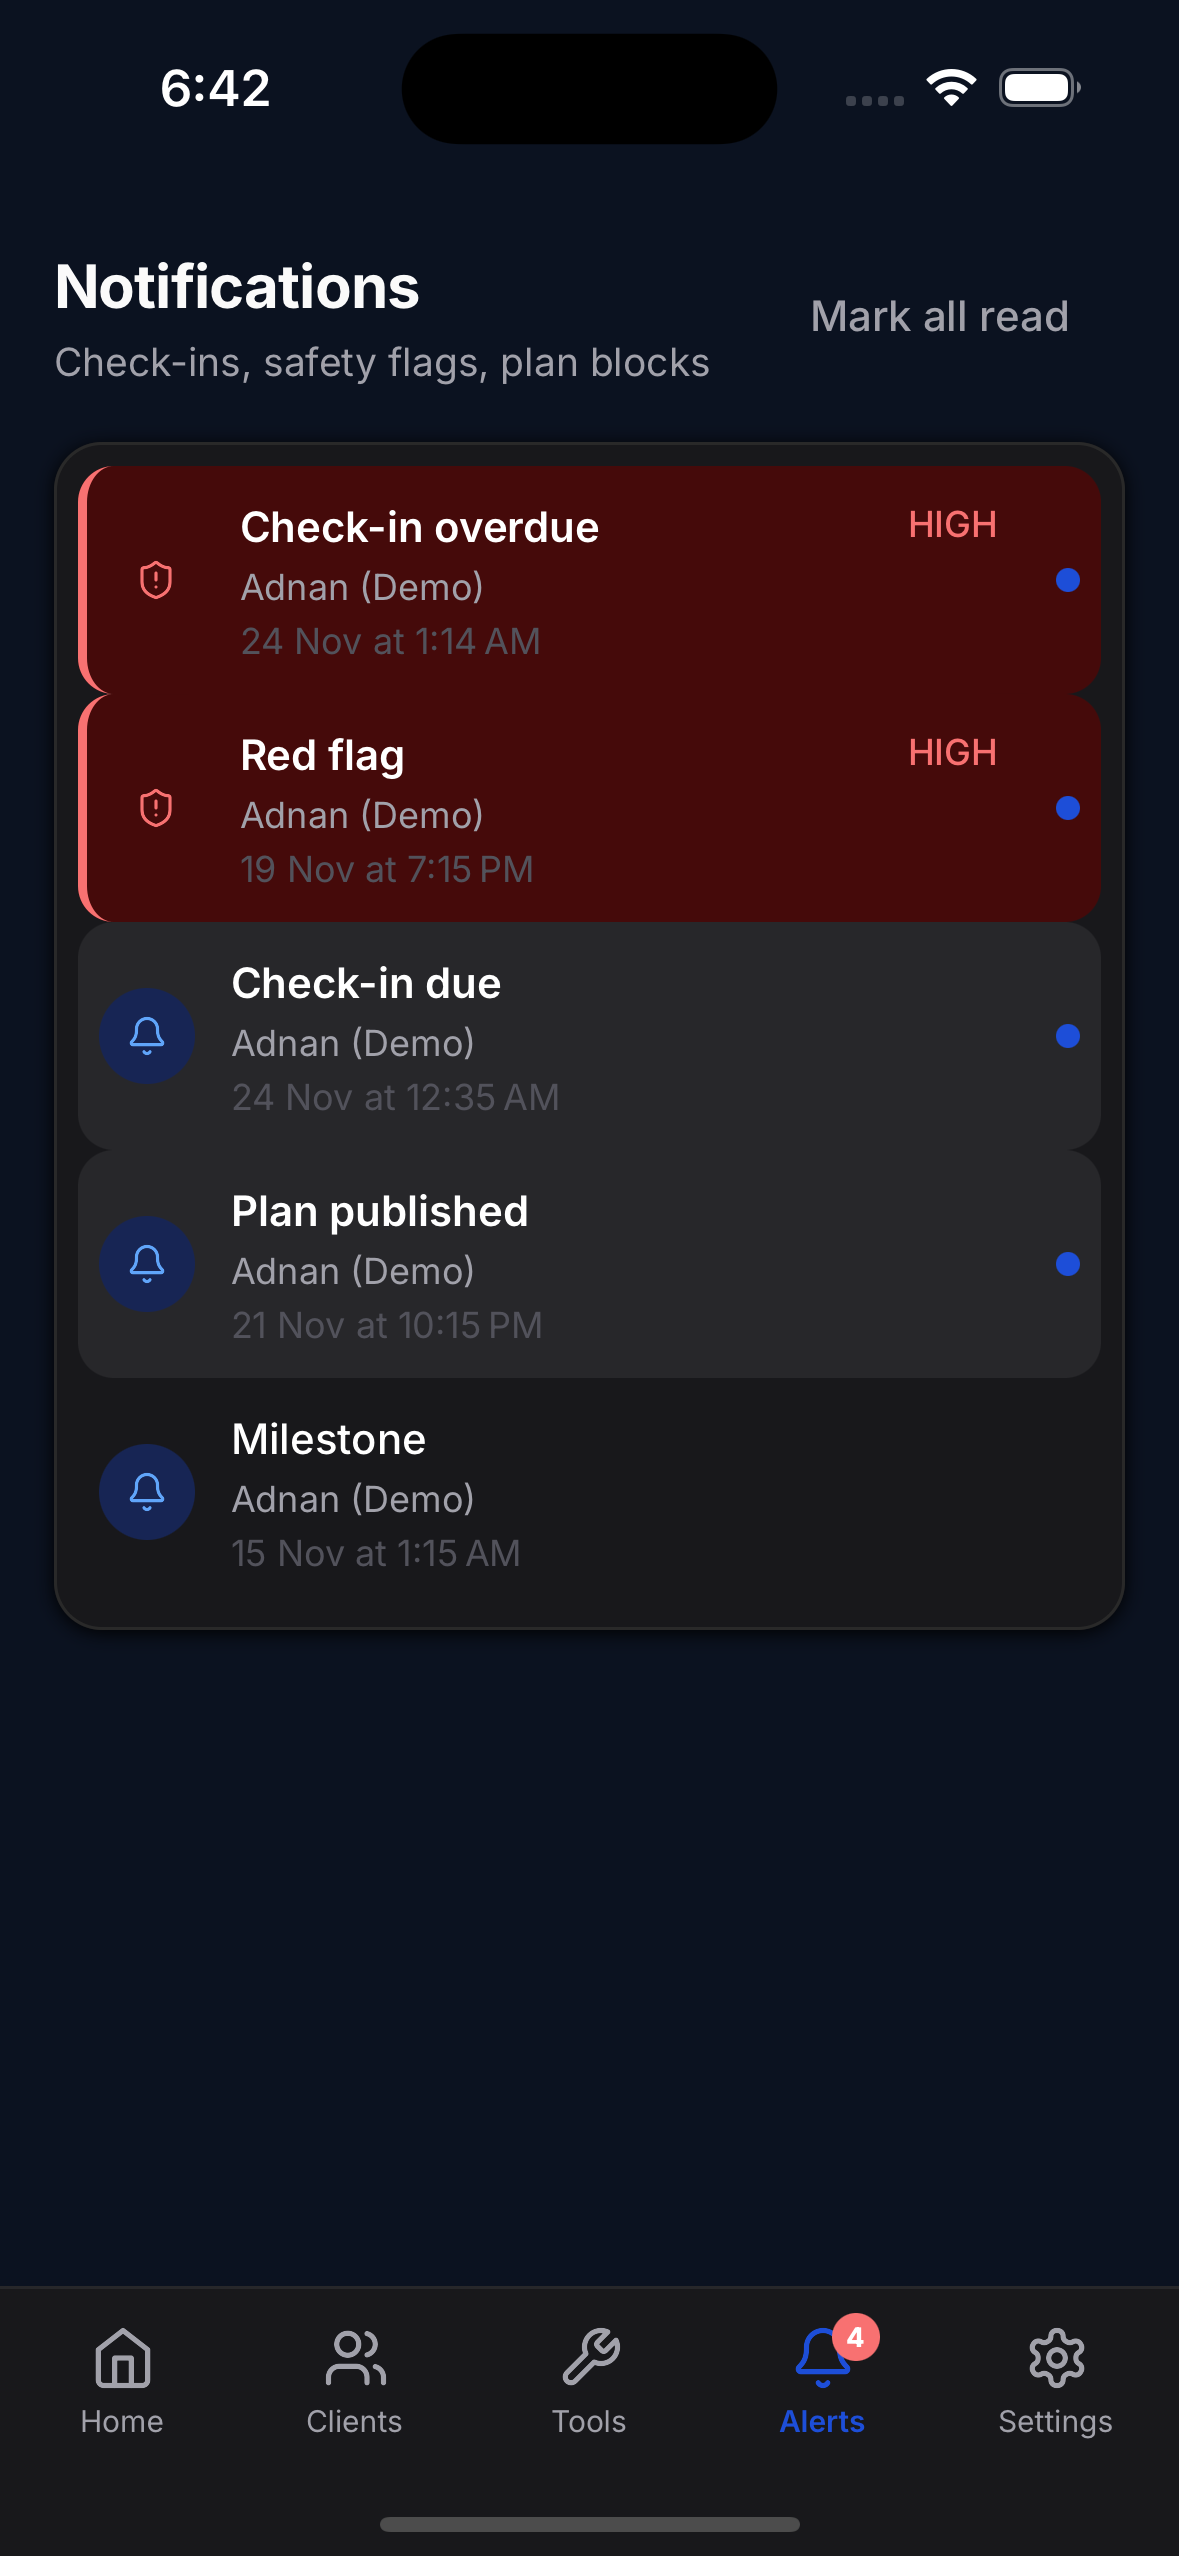 6:42
Notifications
Mark all read
Check-ins, safety flags, plan blocks
Check-in overdue
HIGH
Adnan (Demo)
24 Nov at 1:14 AM
Red flag
HIGH
Adnan (Demo)
19 Nov at 7:15 PM
Check-in due
Adnan (Demo)
24 Nov at 12:35 AM
Plan published
Adnan (Demo)
21 Nov at 10:15 PM
Milestone
Adnan (Demo)
15 Nov at 1:15 AM
4
Home
Clients
Tools
Alerts
Settings